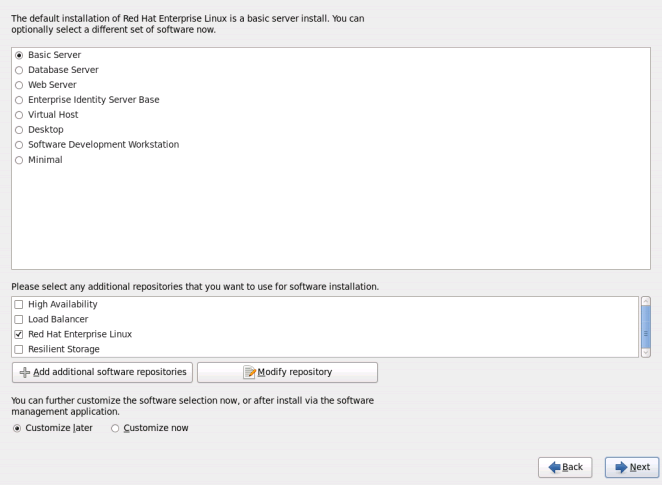 The default installation of Red Hat Enterprise Linux is a basic server install. You can
optionally select a different set of software now.
Basic Server
Database Server
Web Server
Enterprise Identity Server Base
Virtual Host
Desktop
Software Development Workstation
Minimal
Please select any additional repositories that you want to use for software installation.
High Availability
Load Balancer
Red Hat Enterprise Linux
Resilient Storage
Add additional software repositories
Modify repository
You can further customize the software selection now, or after install via the software
management application.
Customize later
Customize now
Back
Next